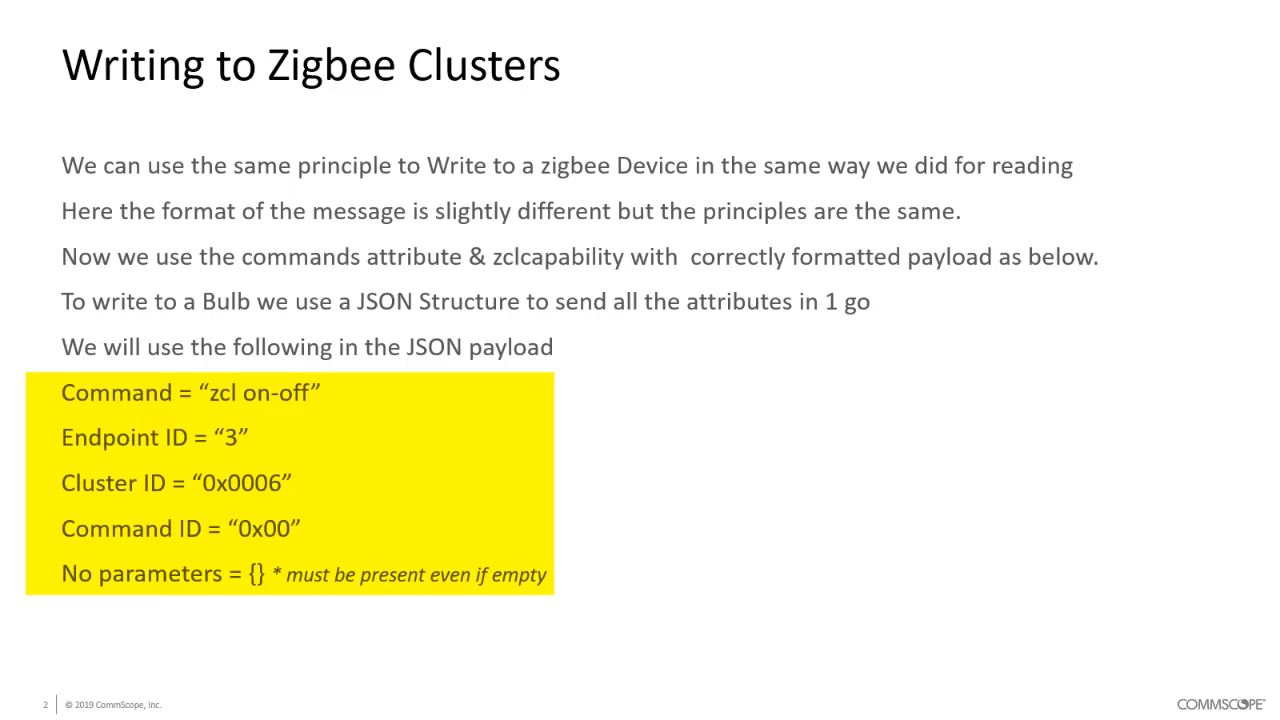 Writing to Zigbee Clusters
We can use the same principle to Write to a zigbee Device in the same way we did for reading
Here the format of the message is slightly different but the principles are the same.
Now we use the commands attribute & zclcapability with  correctly formatted payload as below.
To write to a Bulb we use a JSON Structure to send all the attributes in 1 go
We will use the following in the JSON payload
Command = “zcl on-off”
Endpoint ID = “3”
Cluster ID = “0x0006”
Command ID = “0x00”
No parameters = {} * must be present even if empty
2
© 2019 CommScope, Inc.
COMMSCOPE®